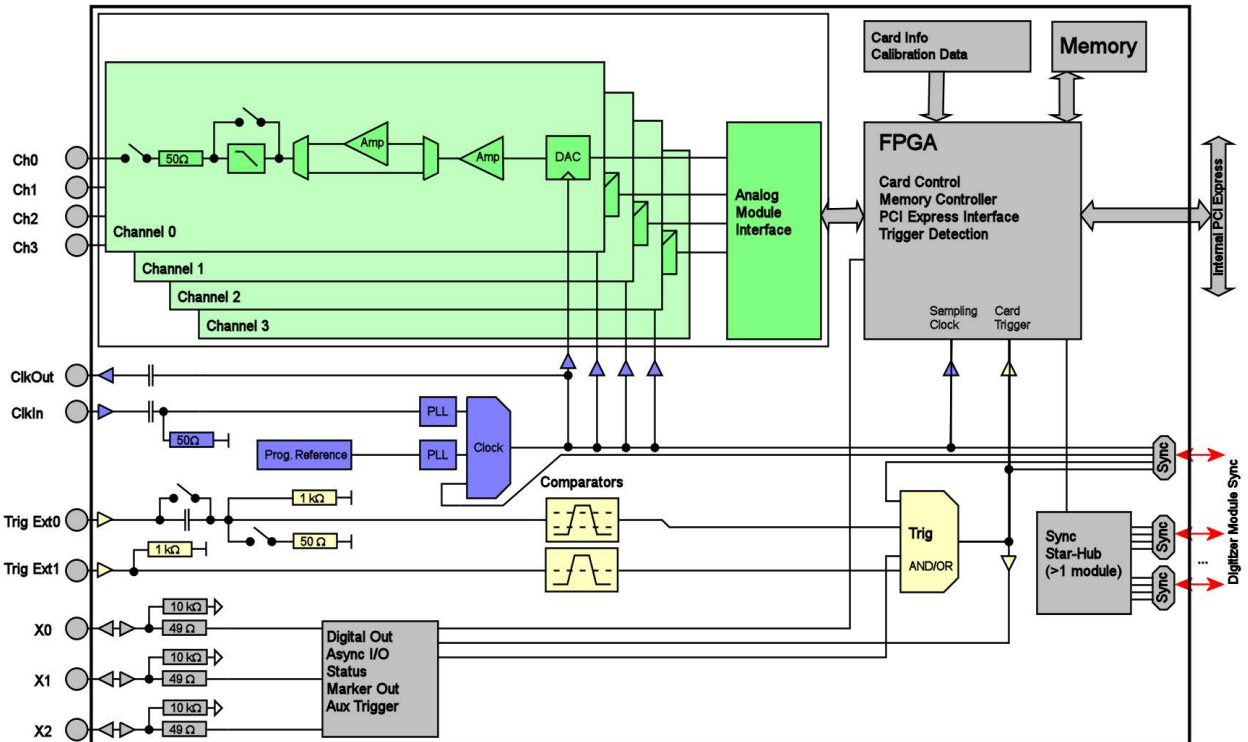 Card Info
Calibration Data
Memory
FPGA
Card Control
Memory Controller
PCI Express Interface
Trigger Detection
Sampling
Clock
Card
Trigger
Internal PCI Express
Analog
Module
Interface
Ch0
Ch1
Ch2
Ch3
50Ω
Amp
Amp
DAC
Channel 0
Channel 1
Channel 2
Channel 3
ClkOut
ClkIn
50Ω
PLL
Prog. Reference
PLL
Clock
Comparators
Trig Ext0
1 kΩ
50 Ω
Trig Ext1
1 kΩ
Trig
AND/OR
Sync
Star-Hub
(>1 module)
Sync
Sync
...
Sync
Digitizer Module Sync
X0
10 kΩ
49 Ω
X1
10 kΩ
49 Ω
X2
10 kΩ
49 Ω
Digital Out
Async I/O
Status
Marker Out
Aux Trigger